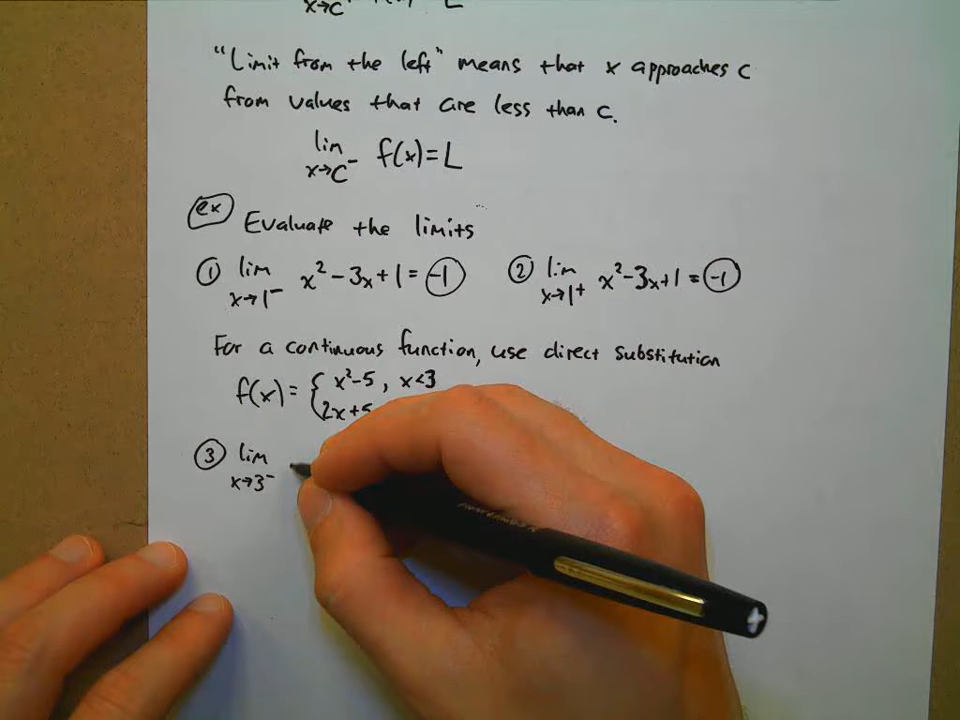 x→c L
"Limit from the left" means that x approaches c
from values that are less than c.
lim x→c⁻ f(x)=L
ex Evaluate the limits
① lim x→1⁻ x²-3x+1=-1 ② lim x→1⁺ x²-3x+1=-1
For a continuous function, use direct substitution
f(x)={ x²-5, x<3
2x+5
③ lim x→3⁻